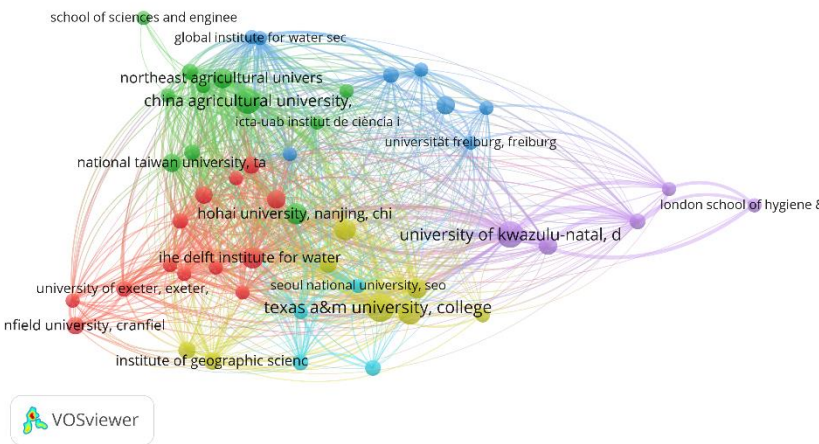 school of sciences and enginee
global institute for water sec
northeast agricultural univers
china agricultural university,
icta-uab institut de ciència i
universität freiburg, freiburg
national taiwan university, ta
london school of hygiene &
hohai university, nanjing, chi
university of kwazulu-natal, d
ihe delft institute for water
university of exeter, exeter,
seoul national university, seo
texas a&m university, college
nfield university, cranfiel
institute of geographic scienc
VOSviewer